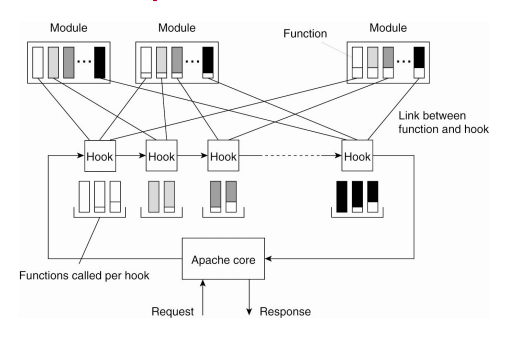 Module
Module
Module
Function
...
...
...
Link between
function and hook
Hook
Hook
Hook
Hook
Functions called per hook
Apache core
Request
Response